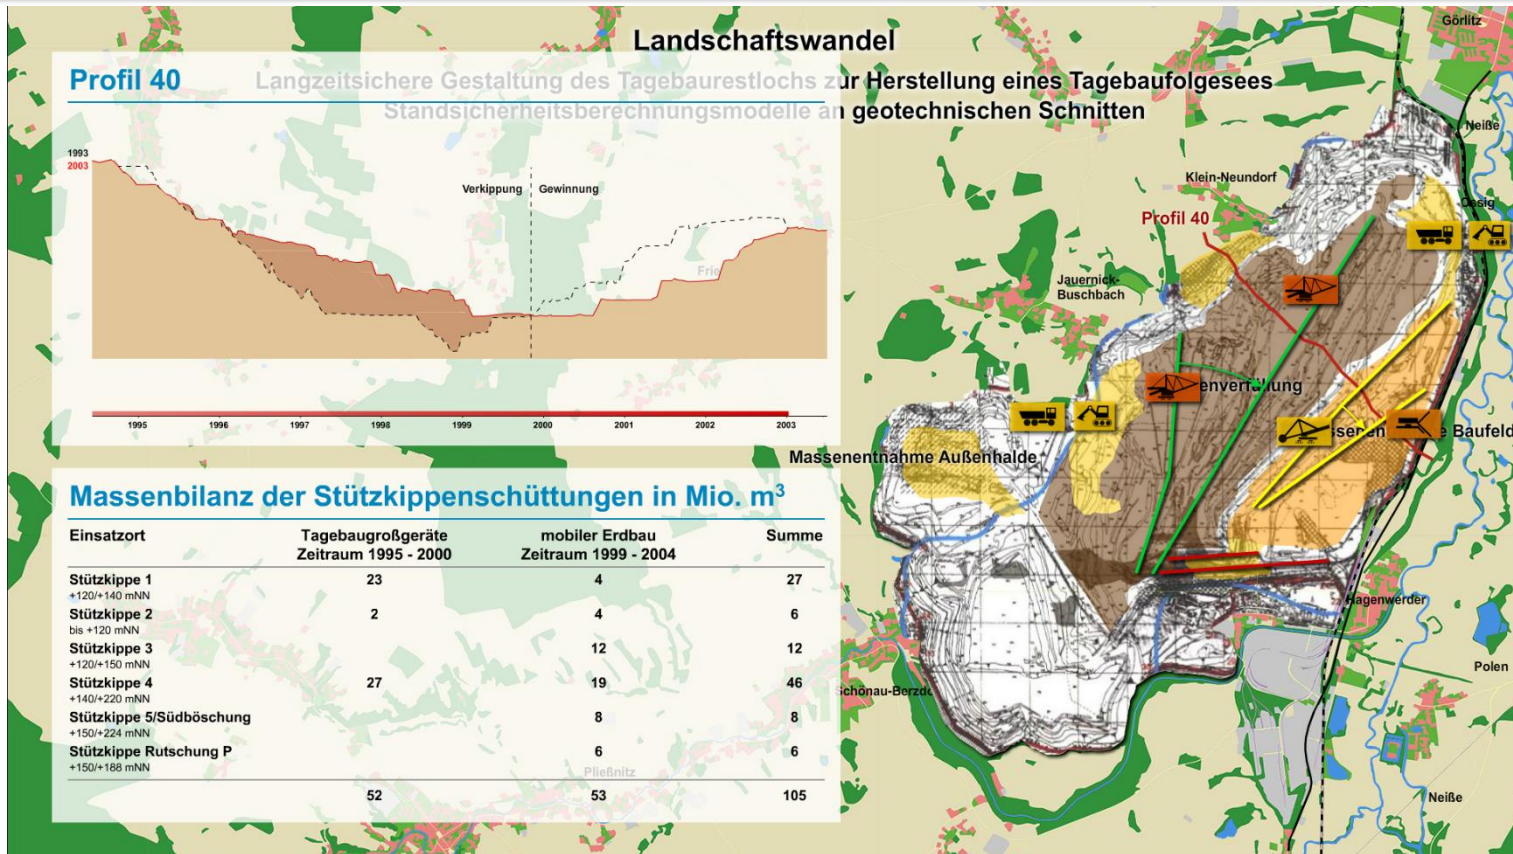 Landschaftswandel
Langzeitsichere Gestaltung des Tagebaurestlochs zur Herstellung eines Tagebaufolgesees
Standsicherheitsberechnungsmodelle an geotechnischen Schnitten
Profil 40
1993
2003
Verkippung
Gewinnung
Frie
1995 1996 1997 1998 1999 2000 2001 2002 2003
Massenbilanz der Stützkippenschüttungen in Mio. m³
Einsatzort Tagebaugroßgeräte mobiler Erdbau Summe
Zeitraum 1995 - 2000 Zeitraum 1999 - 2004
Stützkippe 1 23 4 27
+120/+140 mNN
Stützkippe 2 2 4 6
bis +120 mNN
Stützkippe 3 12 12
+120/+150 mNN
Stützkippe 4 27 19 46
+140/+220 mNN
Stützkippe 5/Südböschung 8 8
+150/+224 mNN
Stützkippe Rutschung P 6 6
+150/+188 mNN
Pließnitz
52 53 105
Görlitz
Neiße
Klein-Neundorf
Ossig
Profil 40
Jauernick-
Buschbach
enverfüllung
Baufeld
Massenentnahme Außenhalde
Hagenwerder
Polen
Schönau-Berzdo
Neiße